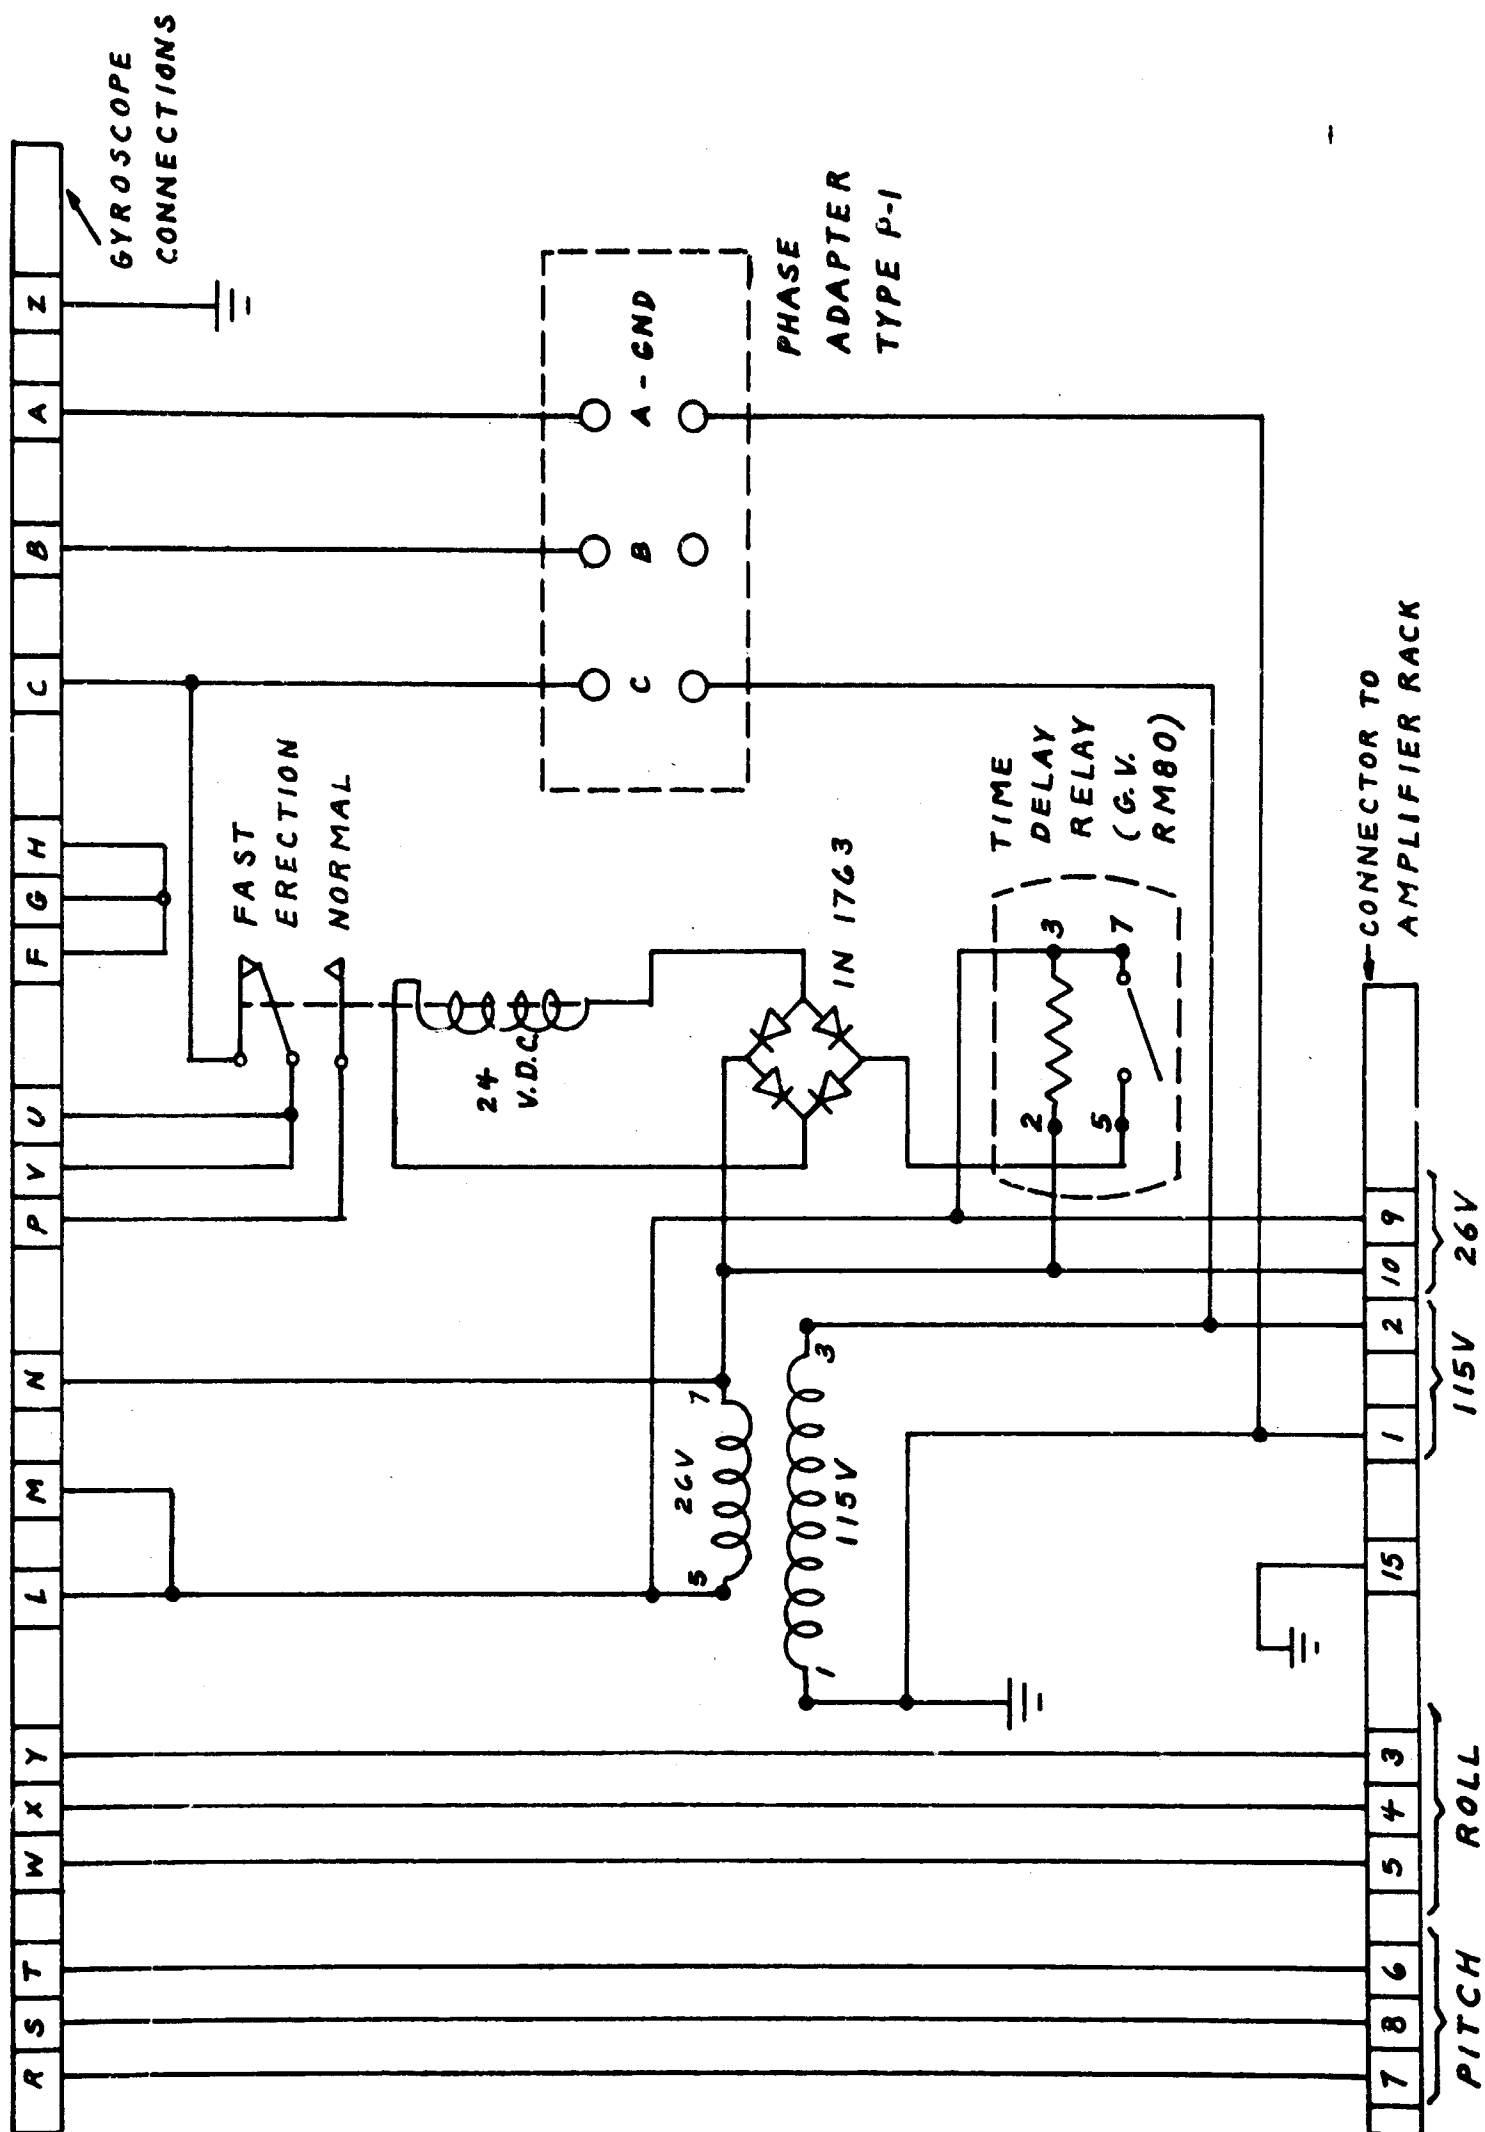 GYROSCOPE
CONNECTIONS
R S T W X Y L M N P V U F G H C B A Z
FAST
ERECTION
NORMAL
24
V.D.C.
IN 1763
C B A - GND
PHASE
ADAPTER
TYPE P-1
TIME
DELAY
RELAY
(G.V.
RM80)
2 3
5 7
5 26V 7
1 115V 3
CONNECTOR TO
AMPLIFIER RACK
7 8 6 5 4 3 15 1 2 10 9
PITCH ROLL 115V 26V